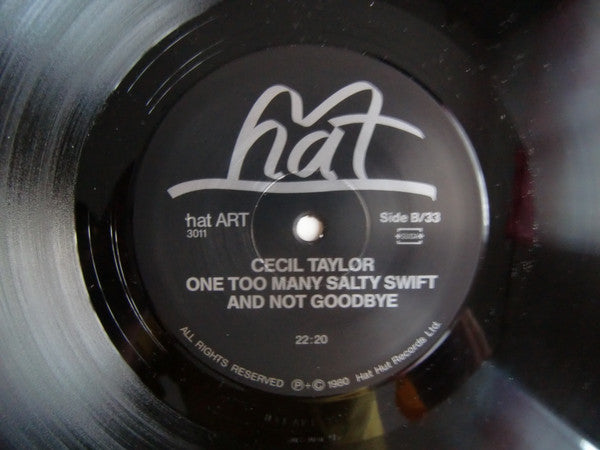 hat
hat ART
3011
Side B/33
CECIL TAYLOR
ONE TOO MANY SALTY SWIFT
AND NOT GOODBYE
22:20
ALL RIGHTS RESERVED Ⓟ+© 1980 Hat Hut Records Ltd.